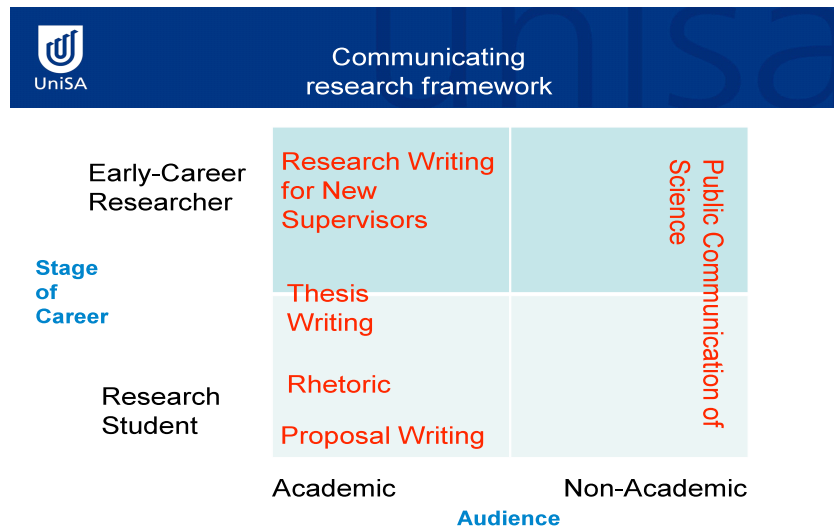 UniSA
Communicating
research framework
Early-Career
Researcher
Research Writing
for New
Supervisors
Public Communication of
Science
Stage
of
Career
Thesis
Writing
Research
Student
Rhetoric
Proposal Writing
Academic
Non-Academic
Audience
unisa